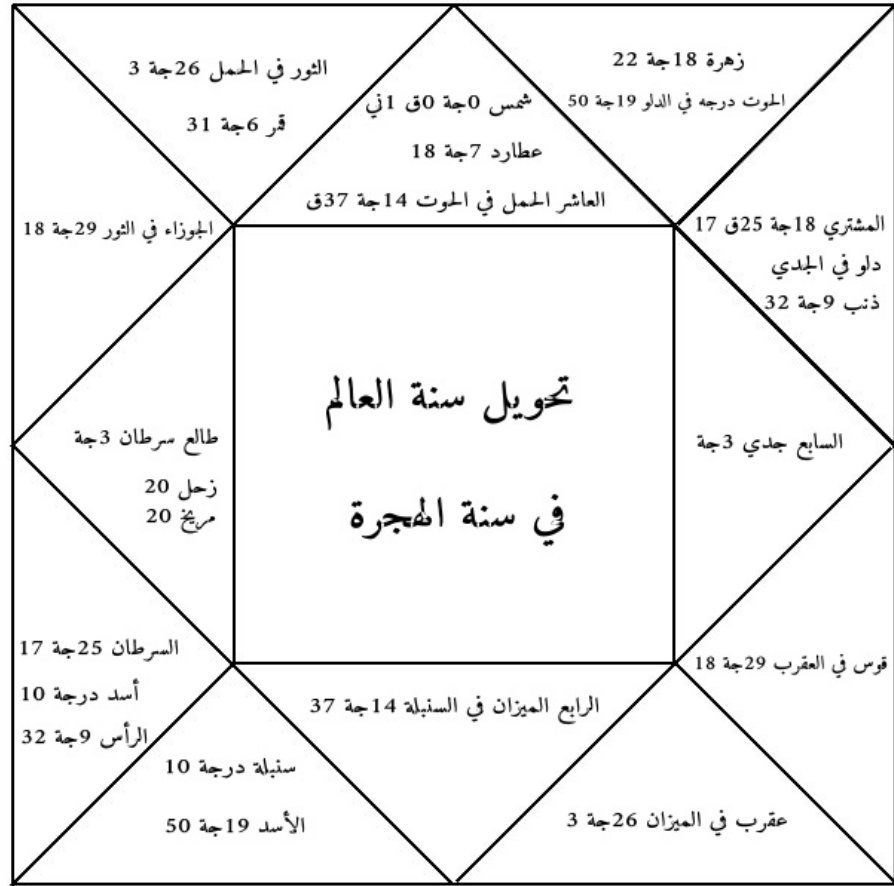 زهرة 18جة 22
الحوت درجه في الدلو 19جة 50
شمس 0جة 0ق 1ني
عطارد 7جة 18
العاشر الحمل في الحوت 14جة 37ق
الثور في الحمل 26جة 3
قمر 6جة 31
المشتري 18جة 25ق 17
دلو في الجدي
ذنب 9جة 32
الجوزاء في الثور 29جة 18
تحويل سنة العالم
في سنة الهجرة
السابع جدي 3جة
طالع سرطان 3جة
زحل 20
مريخ 20
قوس في العقرب 29جة 18
السرطان 25جة 17
أسد درجة 10
الرأس 9جة 32
الرابع الميزان في السنبلة 14جة 37
عقرب في الميزان 26جة 3
سنبلة درجة 10
الأسد 19جة 50